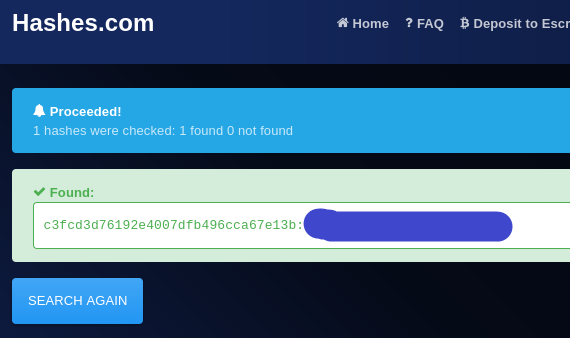 Hashes.com
Home FAQ Deposit to Escr
Proceeded!
1 hashes were checked: 1 found 0 not found
Found:
c3fcd3d76192e4007dfb496cca67e13b:
SEARCH AGAIN